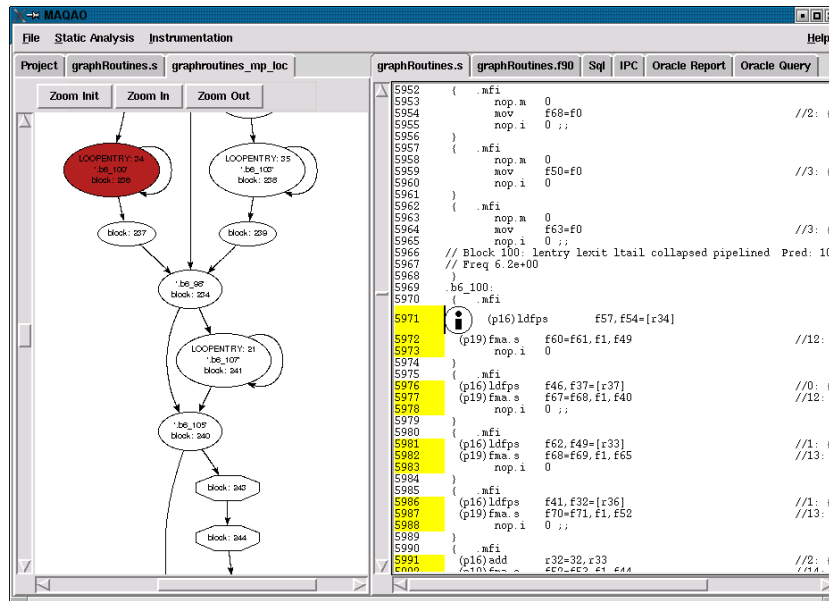 MAQAO
File Static Analysis Instrumentation Help
Project graphRoutines.s graphroutines_mp_loc
graphRoutines.s graphRoutines.f90 Sql IPC Oracle Report Oracle Query
Zoom Init Zoom In Zoom Out
LOOPENTRY: 34
'.b6_100'
block: 236
LOOPENTRY: 35
'.b6_103'
block: 238
block: 237
block: 239
'.b6_98'
block: 234
LOOPENTRY: 21
'.b6_107'
block: 241
'.b6_105'
block: 240
block: 243
block: 244
5952 { .mfi
5953 nop.m 0
5954 mov f68=f0 //2:
5955 nop.i 0 ;;
5956 }
5957 { .mfi
5958 nop.m 0
5959 mov f50=f0 //3:
5960 nop.i 0
5961 }
5962 { .mfi
5963 nop.m 0
5964 mov f63=f0 //3:
5965 nop.i 0 ;;
5966 // Block 100: lentry lexit ltail collapsed pipelined Pred: 10
5967 // Freq 6.2e+00
5968 }
5969 .b6_100:
5970 { .mfi
5971 (p16)ldfps f57,f54=[r34]
5972 (p19)fma.s f60=f61,f1,f49 //12:
5973 nop.i 0
5974 }
5975 { .mfi
5976 (p16)ldfps f46,f37=[r37] //0:
5977 (p19)fma.s f67=f68,f1,f40 //12:
5978 nop.i 0 ;;
5979 }
5980 { .mfi
5981 (p16)ldfps f62,f49=[r33] //1:
5982 (p19)fma.s f68=f69,f1,f65 //13:
5983 nop.i 0
5984 }
5985 { .mfi
5986 (p16)ldfps f41,f32=[r36] //1:
5987 (p19)fma.s f70=f71,f1,f52 //13:
5988 nop.i 0 ;;
5989 }
5990 { .mfi
5991 (p16)add r32=32,r33 //2: